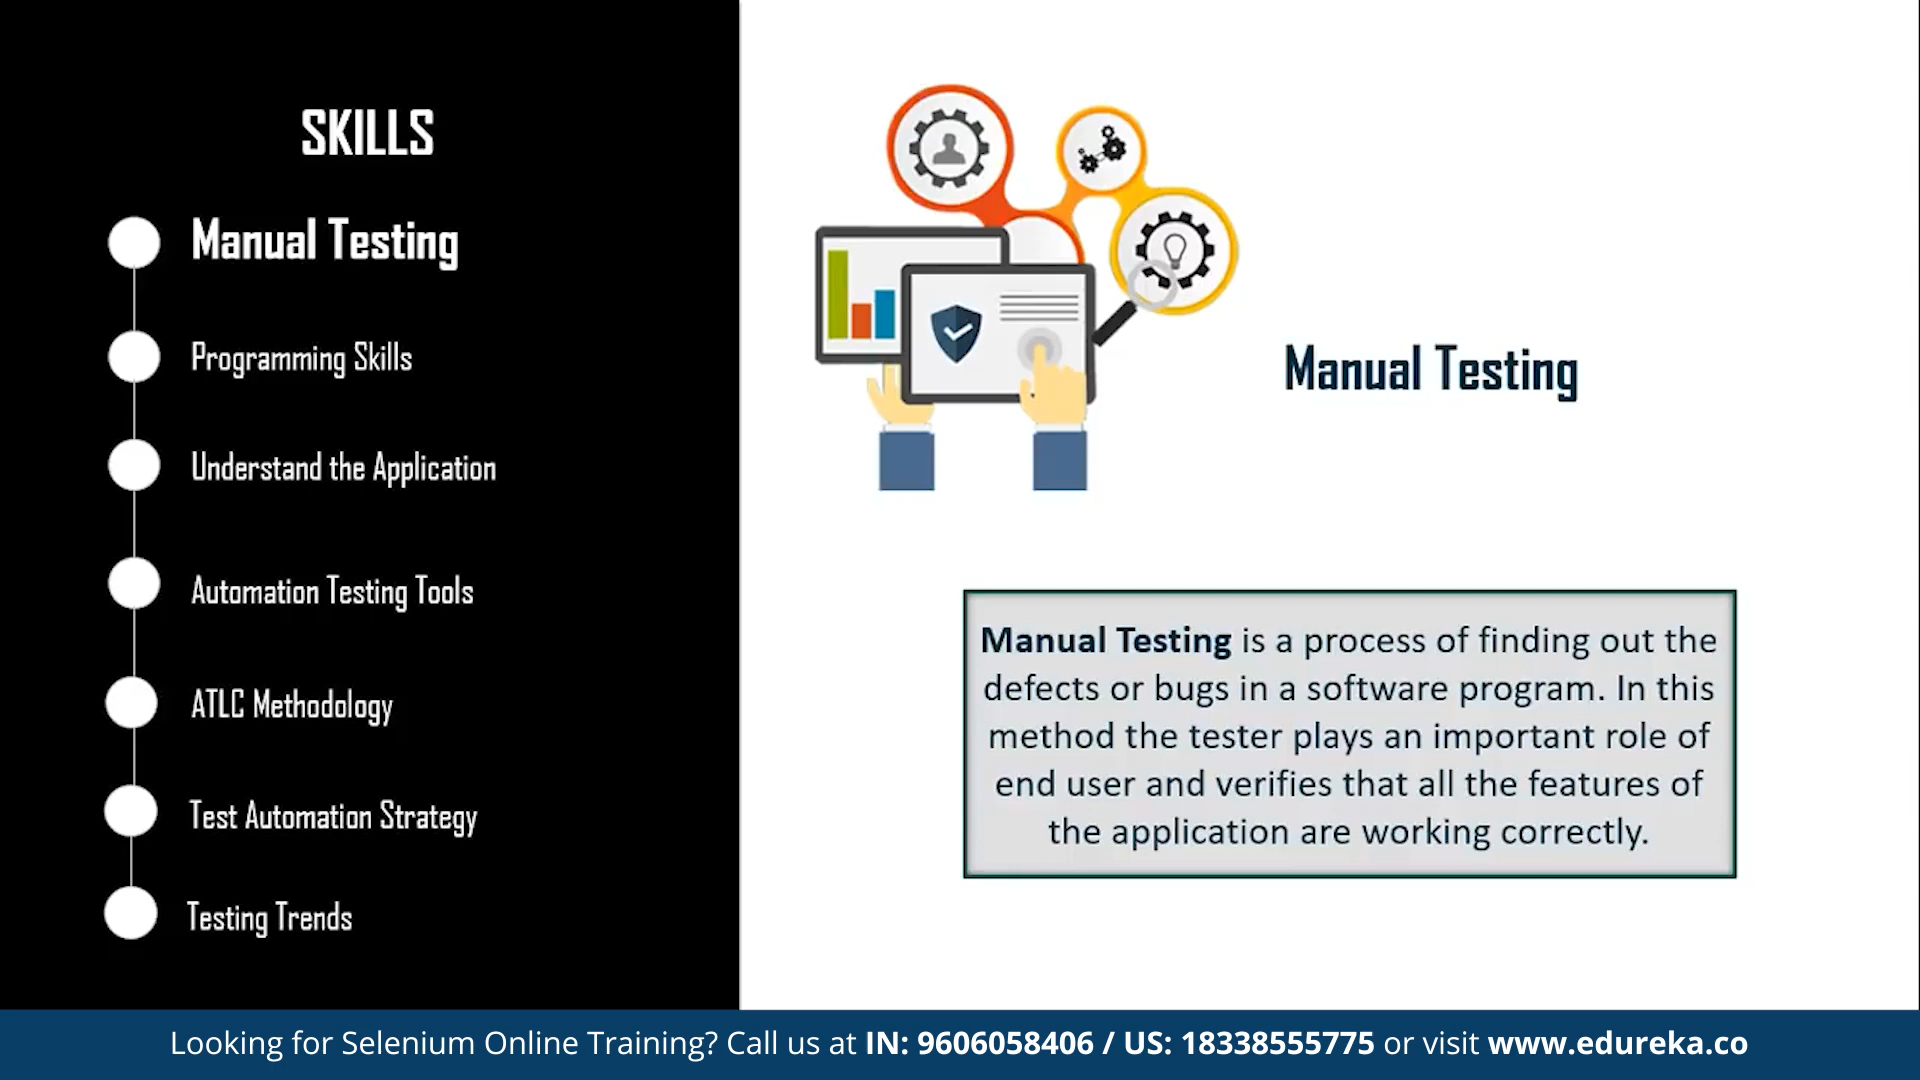 SKILLS
Manual Testing
Programming Skills
Understand the Application
Automation Testing Tools
ATLC Methodology
Test Automation Strategy
Testing Trends
Manual Testing
Manual Testing is a process of finding out the
defects or bugs in a software program. In this
method the tester plays an important role of
end user and verifies that all the features of
the application are working correctly.
Looking for Selenium Online Training? Call us at IN: 9606058406 / US: 18338555775 or visit www.edureka.co